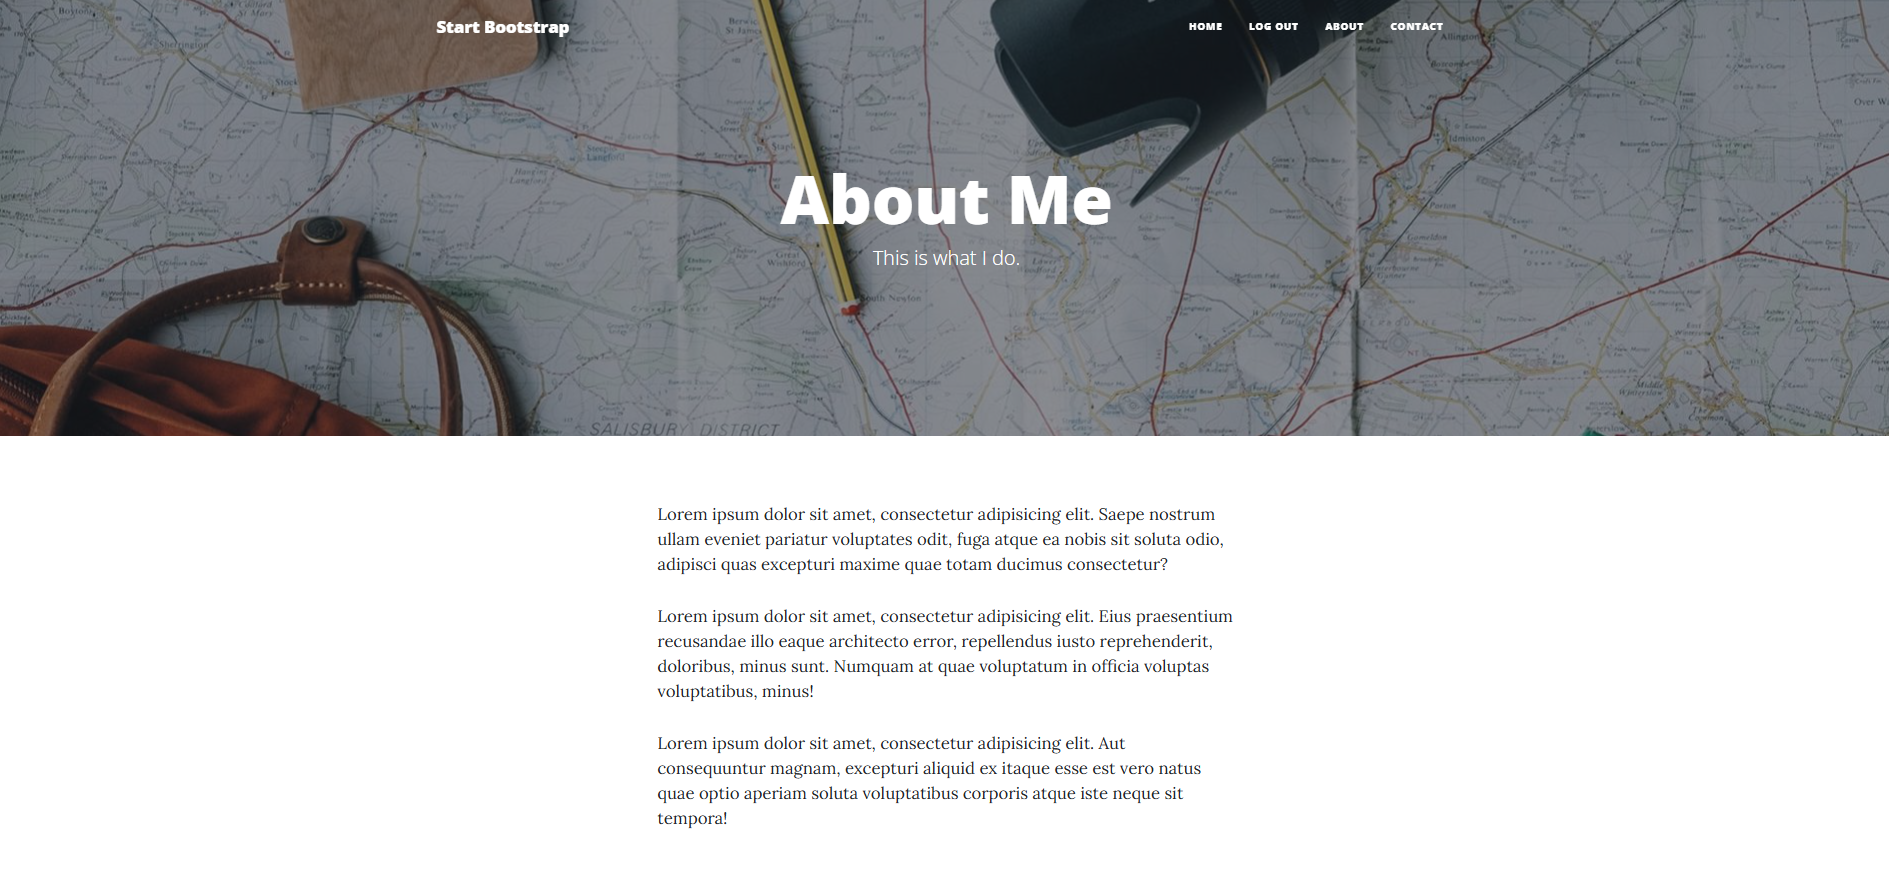 Start Bootstrap
HOME LOG OUT ABOUT CONTACT
About Me
This is what I do.
SALISBURY DISTRICT
Lorem ipsum dolor sit amet, consectetur adipisicing elit. Saepe nostrum
ullam eveniet pariatur voluptates odit, fuga atque ea nobis sit soluta odio,
adipisci quas excepturi maxime quae totam ducimus consectetur?
Lorem ipsum dolor sit amet, consectetur adipisicing elit. Eius praesentium
recusandae illo eaque architecto error, repellendus iusto reprehenderit,
doloribus, minus sunt. Numquam at quae voluptatum in officia voluptas
voluptatibus, minus!
Lorem ipsum dolor sit amet, consectetur adipisicing elit. Aut
consequuntur magnam, excepturi aliquid ex itaque esse est vero natus
quae optio aperiam soluta voluptatibus corporis atque iste neque sit
tempora!